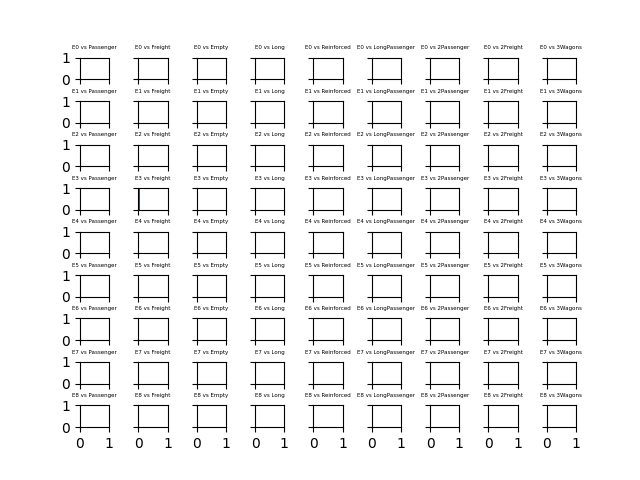 E0 vs Passenger E0 vs Freight E0 vs Empty E0 vs Long E0 vs Reinforced E0 vs LongPassenger E0 vs 2Passenger E0 vs 2Freight E0 vs 3Wagons
1
0
E1 vs Passenger E1 vs Freight E1 vs Empty E1 vs Long E1 vs Reinforced E1 vs LongPassenger E1 vs 2Passenger E1 vs 2Freight E1 vs 3Wagons
1
0
E2 vs Passenger E2 vs Freight E2 vs Empty E2 vs Long E2 vs Reinforced E2 vs LongPassenger E2 vs 2Passenger E2 vs 2Freight E2 vs 3Wagons
1
0
E3 vs Passenger E3 vs Freight E3 vs Empty E3 vs Long E3 vs Reinforced E3 vs LongPassenger E3 vs 2Passenger E3 vs 2Freight E3 vs 3Wagons
1
0
E4 vs Passenger E4 vs Freight E4 vs Empty E4 vs Long E4 vs Reinforced E4 vs LongPassenger E4 vs 2Passenger E4 vs 2Freight E4 vs 3Wagons
1
0
E5 vs Passenger E5 vs Freight E5 vs Empty E5 vs Long E5 vs Reinforced E5 vs LongPassenger E5 vs 2Passenger E5 vs 2Freight E5 vs 3Wagons
1
0
E6 vs Passenger E6 vs Freight E6 vs Empty E6 vs Long E6 vs Reinforced E6 vs LongPassenger E6 vs 2Passenger E6 vs 2Freight E6 vs 3Wagons
1
0
E7 vs Passenger E7 vs Freight E7 vs Empty E7 vs Long E7 vs Reinforced E7 vs LongPassenger E7 vs 2Passenger E7 vs 2Freight E7 vs 3Wagons
1
0
E8 vs Passenger E8 vs Freight E8 vs Empty E8 vs Long E8 vs Reinforced E8 vs LongPassenger E8 vs 2Passenger E8 vs 2Freight E8 vs 3Wagons
1
0
0 1 0 1 0 1 0 1 0 1 0 1 0 1 0 1 0 1